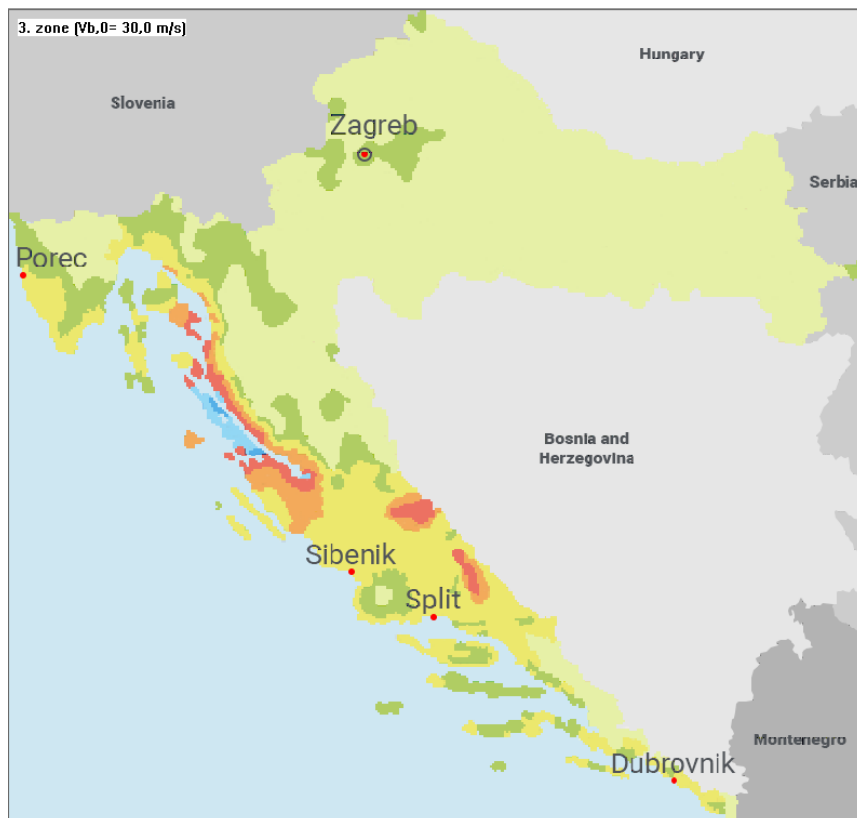 3. zone (Vb,0= 30,0 m/s)
Hungary
Slovenia
Zagreb
Serbia
Porec
Bosnia and
Herzegovina
Sibenik
Split
Montenegro
Dubrovnik